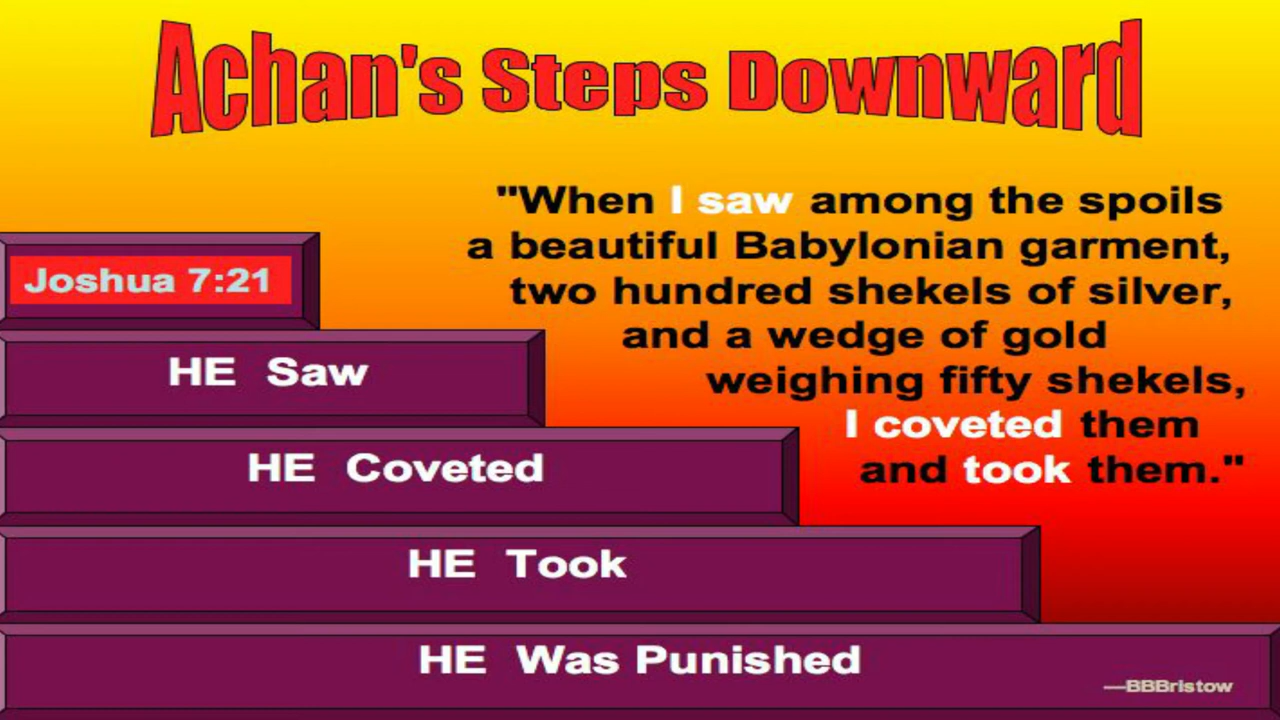 Achan's Steps Downward
"When I saw among the spoils
a beautiful Babylonian garment,
two hundred shekels of silver,
and a wedge of gold
weighing fifty shekels,
I coveted them
and took them."
Joshua 7:21
HE Saw
HE Coveted
HE Took
HE Was Punished
—BBBristow